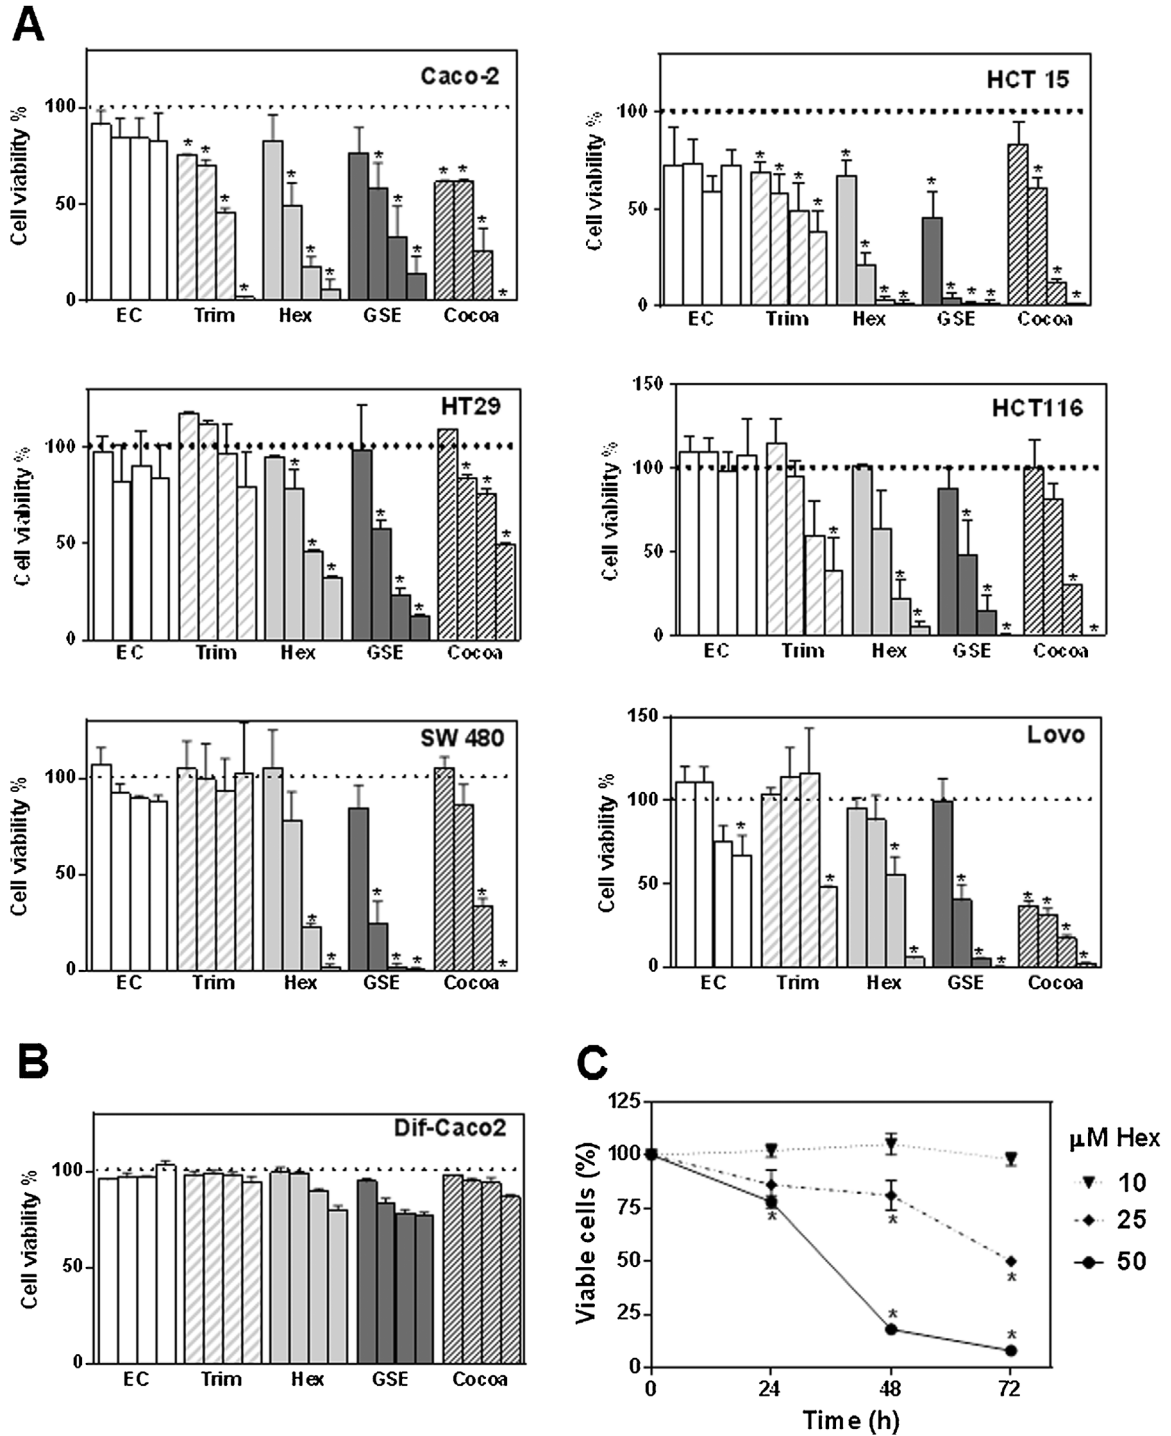 A
Caco-2
Cell viability %
100
50
0
* * * * * * * * * * * * * *
EC Trim Hex GSE Cocoa
HCT 15
Cell viability %
100
50
0
* * * * * * * * * * * * * * *
EC Trim Hex GSE Cocoa
HT29
Cell viability %
100
50
0
* * * * * * * * *
EC Trim Hex GSE Cocoa
HCT116
Cell viability %
150
100
50
0
* * * * * * * *
EC Trim Hex GSE Cocoa
SW 480
Cell viability %
100
50
0
* * * * * * *
EC Trim Hex GSE Cocoa
Lovo
Cell viability %
150
100
50
0
* * * * * * * * * * *
EC Trim Hex GSE Cocoa
B
Dif-Caco2
Cell viability %
100
50
0
EC Trim Hex GSE Cocoa
C
Viable cells (%)
125
100
75
50
25
0
* * * * *
0 24 48 72
Time (h)
µM Hex
10
25
50